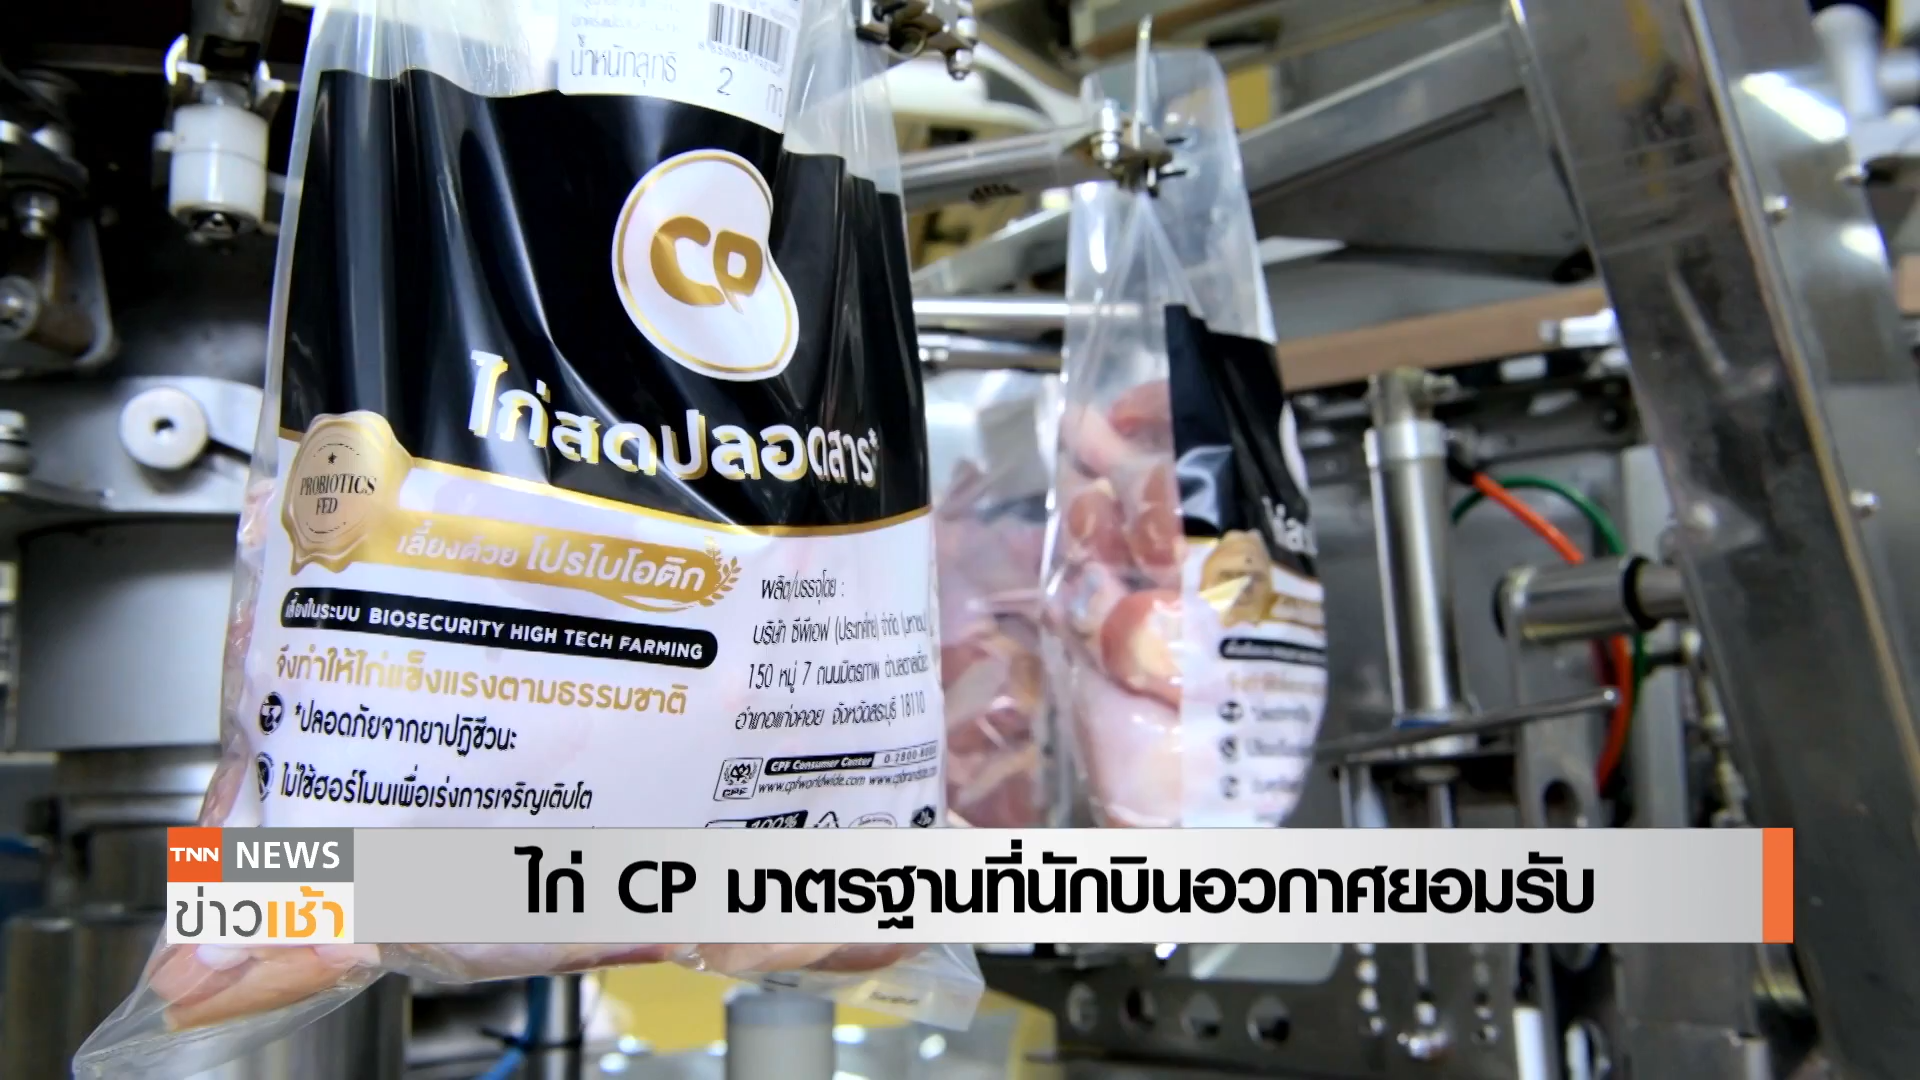 น้ำหนักสุทธิ 2
CP
ไก่สดปลอดสาร*
PROBIOTICS
FED
เลี้ยงด้วย โปรไบโอติก
เลี้ยงในระบบ BIOSECURITY HIGH TECH FARMING
จึงทำให้ไก่แข็งแรงตามธรรมชาติ
*ปลอดภัยจากยาปฏิชีวนะ
ไม่ใช้ฮอร์โมนเพื่อเร่งการเจริญเติบโต
ผลิต/บรรจุโดย :
บริษัท ซีพีเอฟ (ประเทศไทย) จำกัด (มหาชน)
150 หมู่ 7 ถนนมิตรภาพ
อำเภอแก่งคอย จังหวัดสระบุรี 18110
CPF
CPF Consumer Center
www.cpfworldwide.com
100%
TNN NEWS
ข่าวเช้า
ไก่ CP มาตรฐานที่นักบินอวกาศยอมรับ